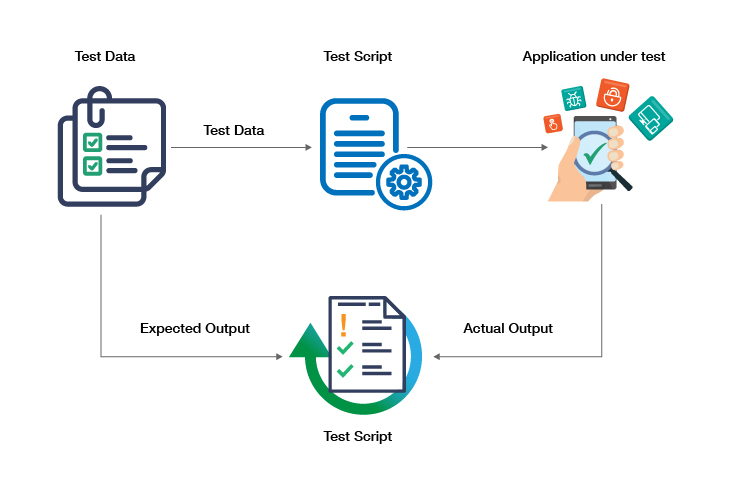 Test Data
Test Script
Application under test
Test Data
Expected Output
Actual Output
Test Script